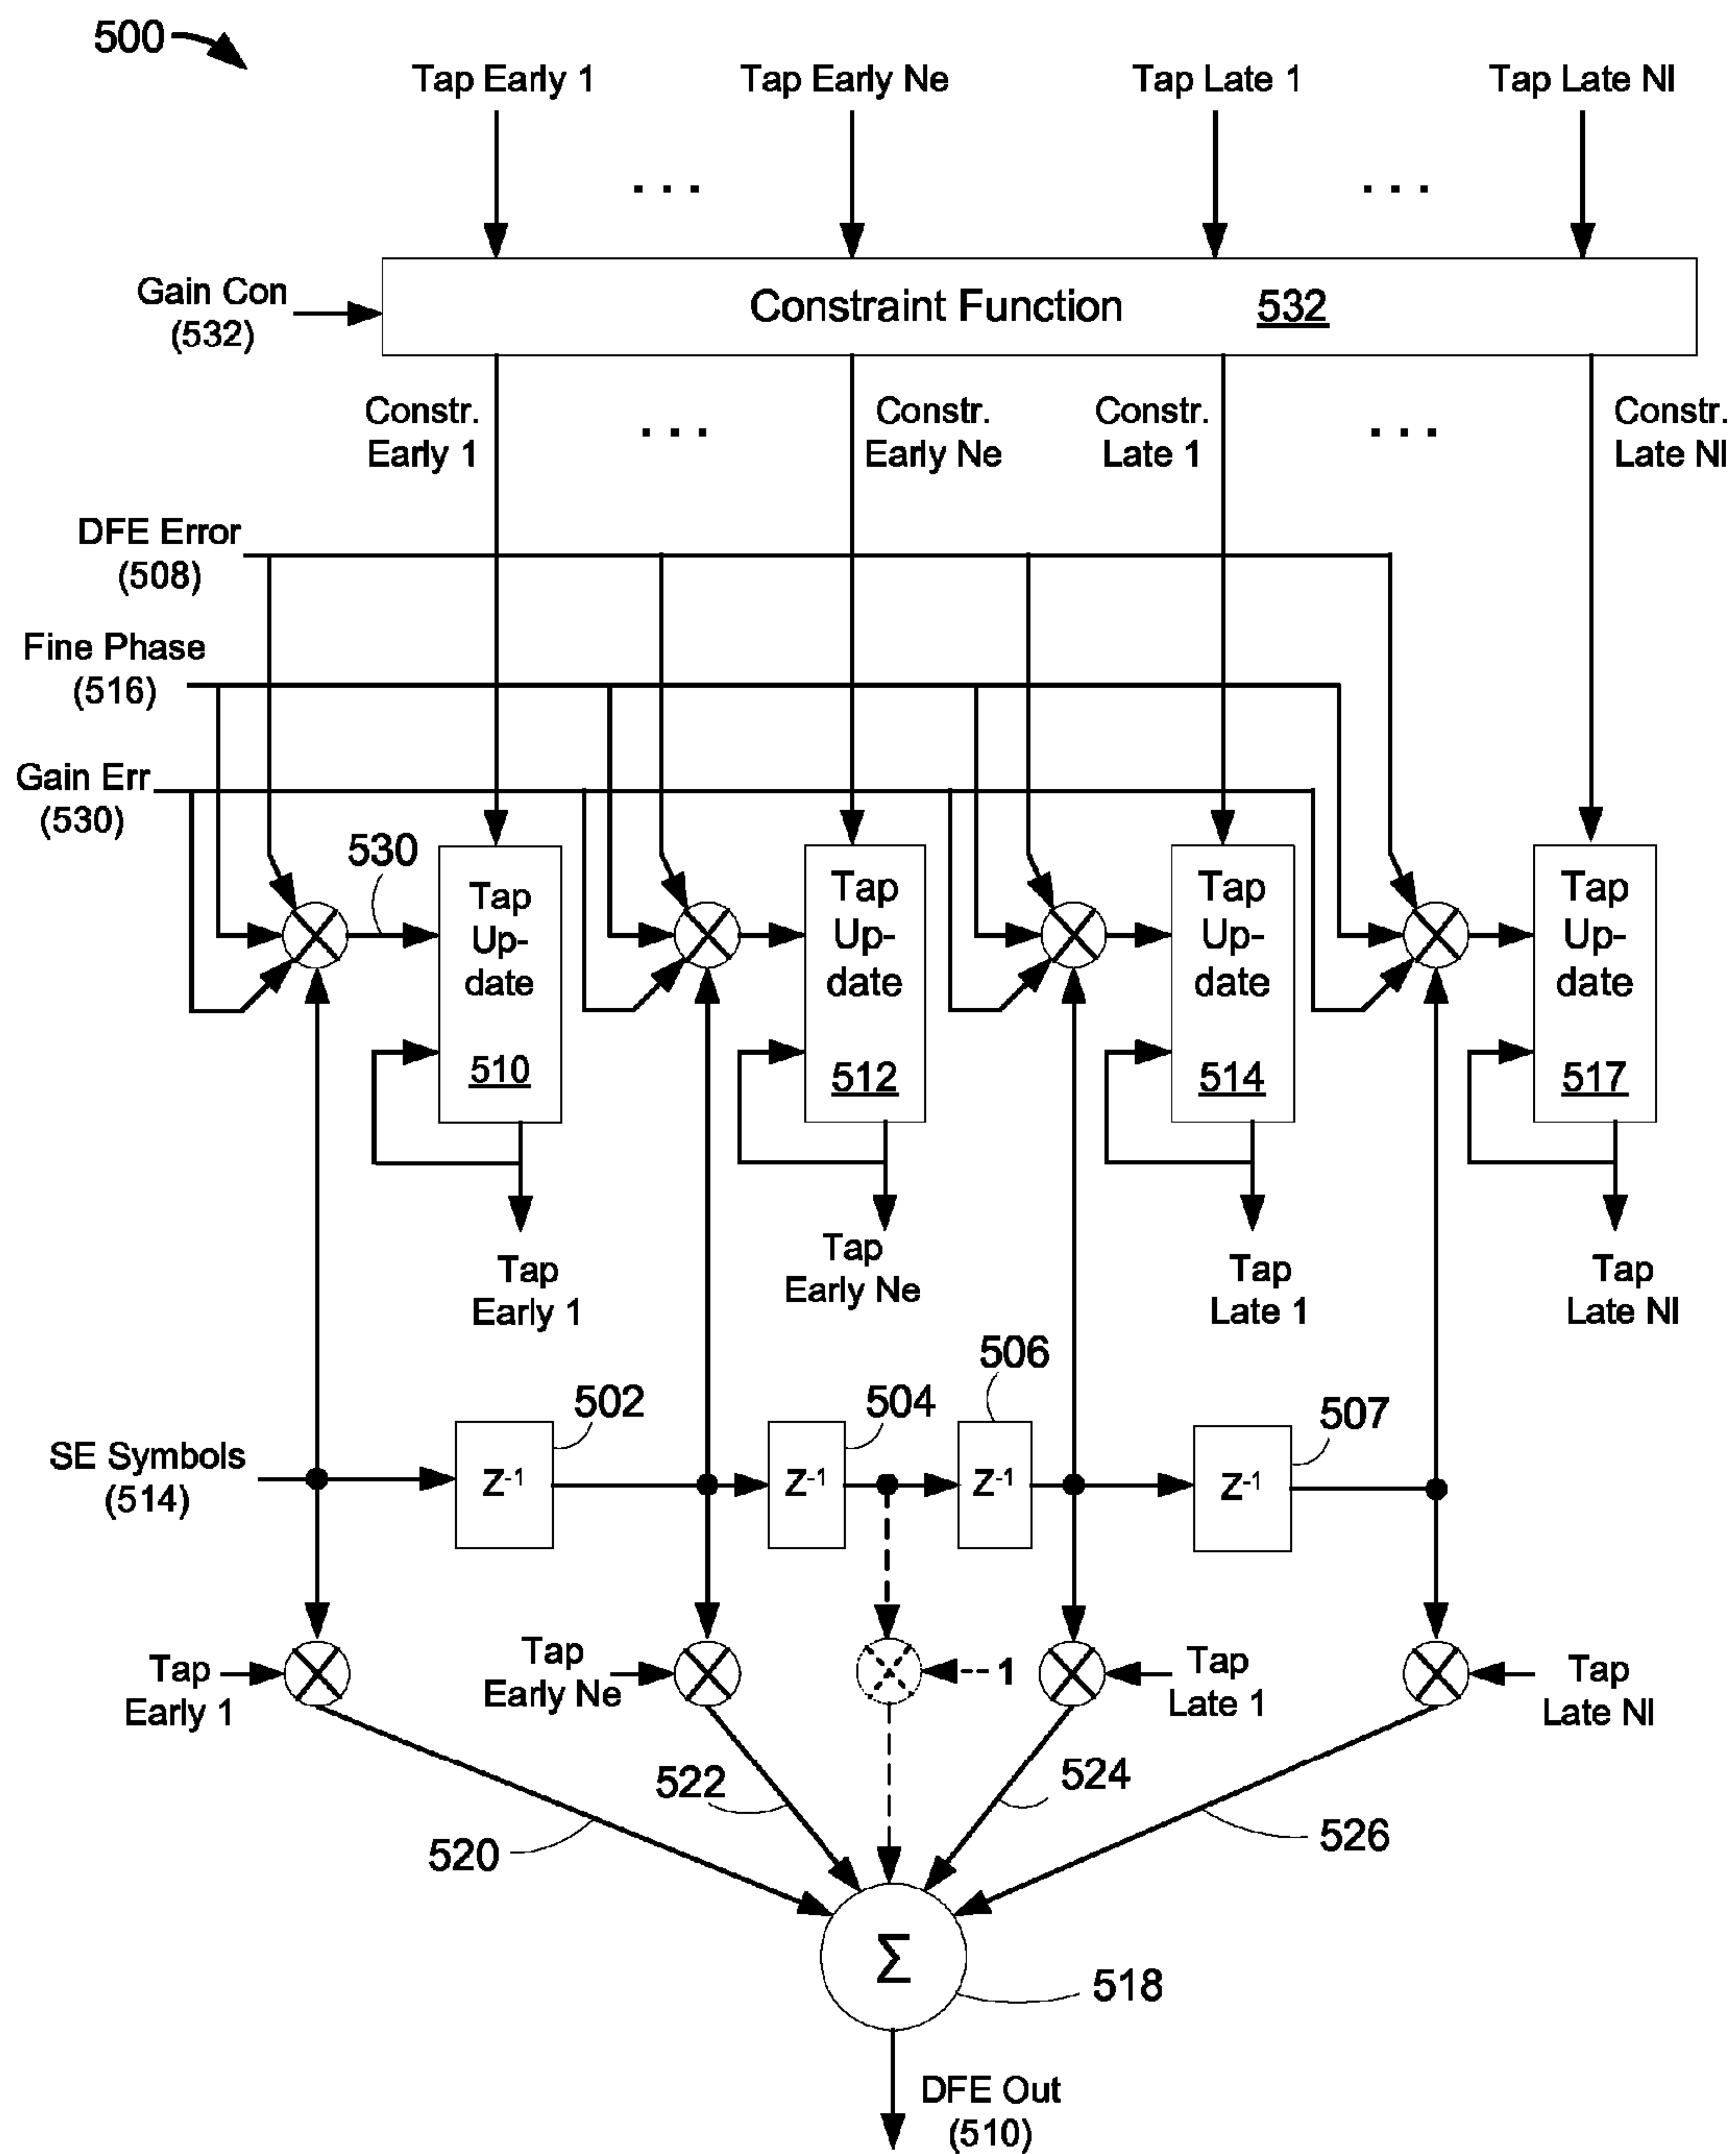 500
Tap Early 1
Tap Early Ne
Tap Late 1
Tap Late Nl
. . .
. . .
Gain Con
(532)
Constraint Function 532
Constr.
Early 1
. . .
Constr.
Early Ne
Constr.
Late 1
. . .
Constr.
Late Nl
DFE Error
(508)
Fine Phase
(516)
Gain Err
(530)
530
Tap
Up-
date
510
Tap
Up-
date
512
Tap
Up-
date
514
Tap
Up-
date
517
Tap
Early 1
Tap
Early Ne
Tap
Late 1
Tap
Late Nl
SE Symbols
(514)
Z-1
502
Z-1
504
Z-1
506
Z-1
507
Tap
Early 1
Tap
Early Ne
1
Tap
Late 1
Tap
Late Nl
520
522
524
526
Σ
518
DFE Out
(510)